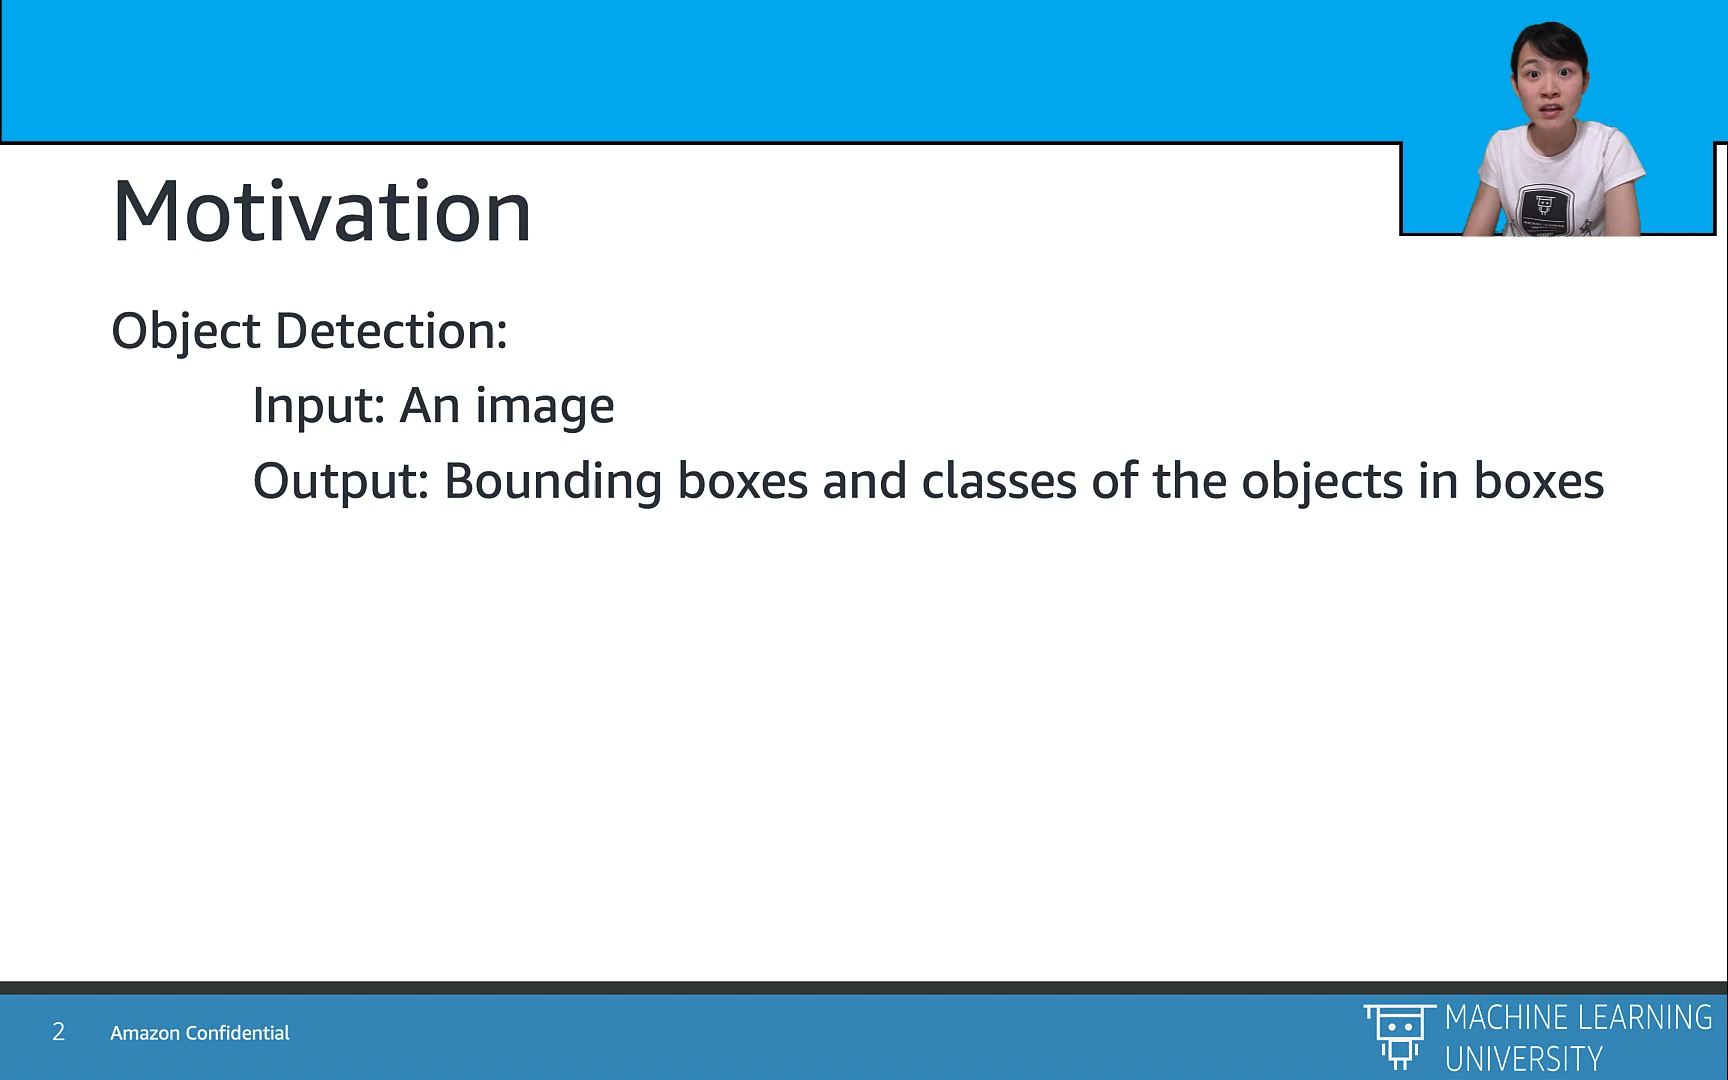 Motivation
Object Detection:
Input: An image
Output: Bounding boxes and classes of the objects in boxes
2
Amazon Confidential
MACHINE LEARNING
UNIVERSITY